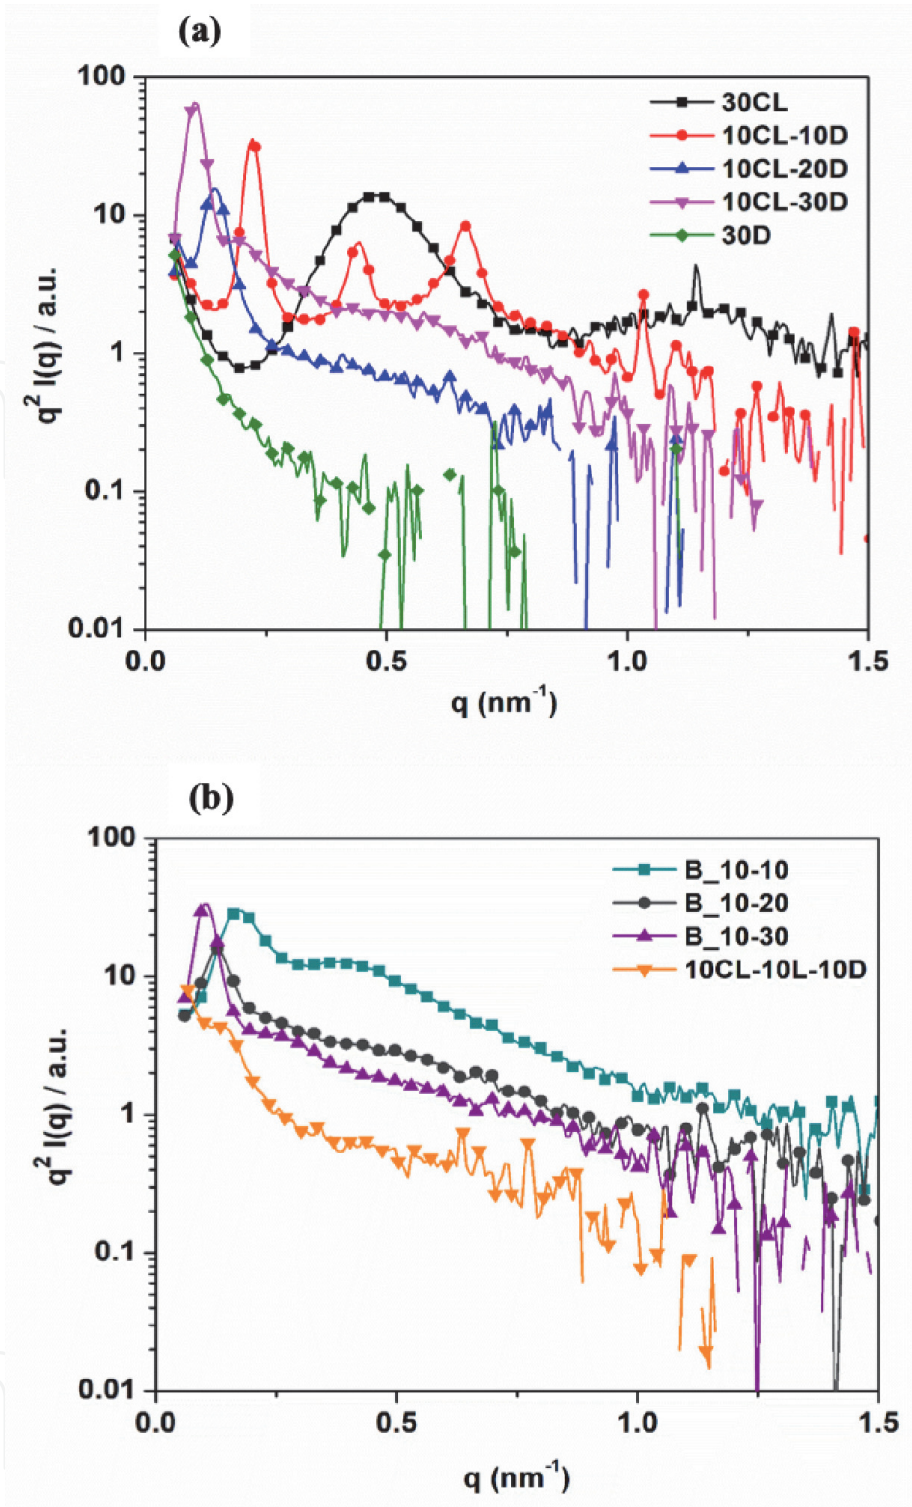 (a)
100
10
1
0.1
0.01
q² I(q) / a.u.
30CL
10CL-10D
10CL-20D
10CL-30D
30D
0.0 0.5 1.0 1.5
q (nm⁻¹)
(b)
100
10
1
0.1
0.01
q² I(q) / a.u.
B_10-10
B_10-20
B_10-30
10CL-10L-10D
0.0 0.5 1.0 1.5
q (nm⁻¹)